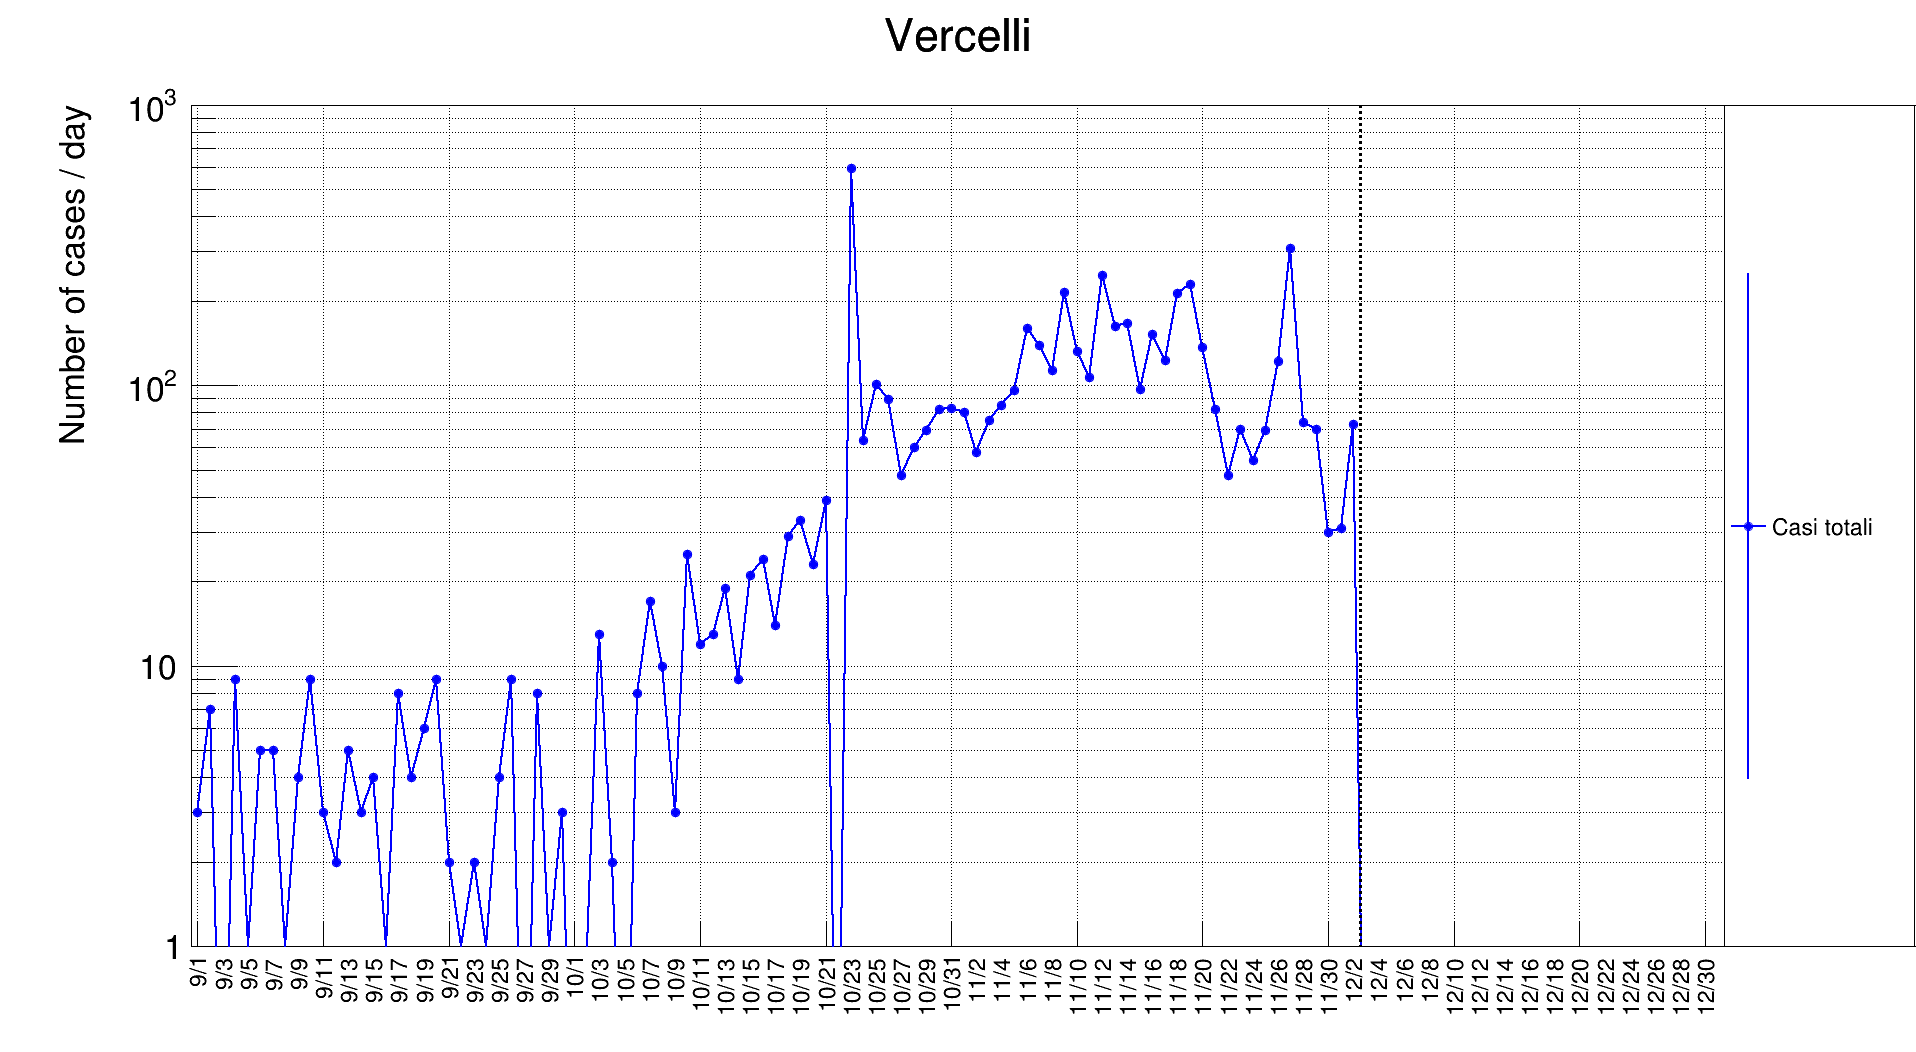 Vercelli
Number of cases / day
10³
10²
10
1
9/1 9/3 9/5 9/7 9/9 9/11 9/13 9/15 9/17 9/19 9/21 9/23 9/25 9/27 9/29 10/1 10/3 10/5 10/7 10/9 10/11 10/13 10/15 10/17 10/19 10/21 10/23 10/25 10/27 10/29 10/31 11/2 11/4 11/6 11/8 11/10 11/12 11/14 11/16 11/18 11/20 11/22 11/24 11/26 11/28 11/30 12/2 12/4 12/6 12/8 12/10 12/12 12/14 12/16 12/18 12/20 12/22 12/24 12/26 12/28 12/30
Casi totali